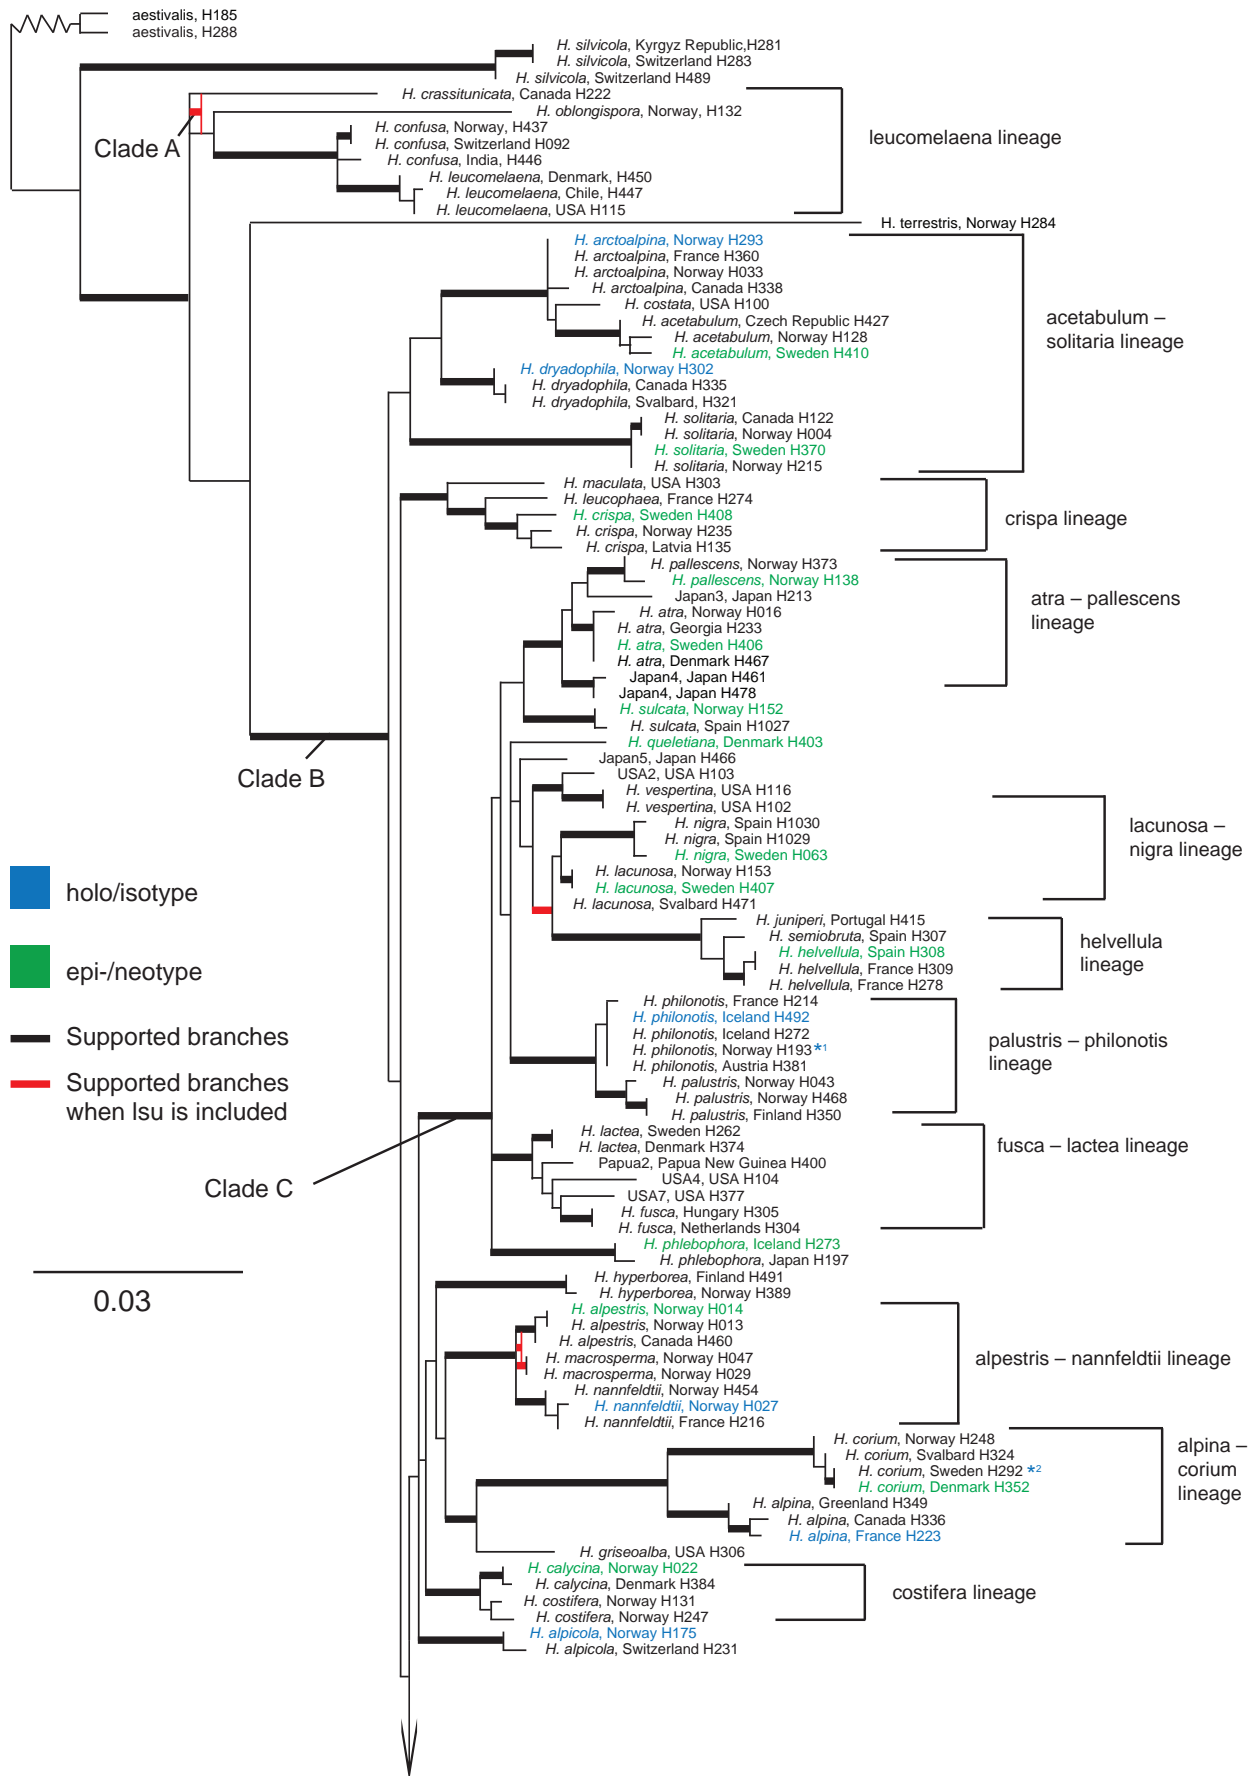 aestivalis, H185
aestivalis, H288
H. silvicola, Kyrgyz Republic,H281
H. silvicola, Switzerland H283
H. silvicola, Switzerland H489
H. crassitunicata, Canada H222
H. oblongispora, Norway, H132
H. confusa, Norway, H437
H. confusa, Switzerland H092
H. confusa, India, H446
H. leucomelaena, Denmark, H450
H. leucomelaena, Chile, H447
H. leucomelaena, USA H115
leucomelaena lineage
Clade A
H. terrestris, Norway H284
H. arctoalpina, Norway H293
H. arctoalpina, France H360
H. arctoalpina, Norway H033
H. arctoalpina, Canada H338
H. costata, USA H100
H. acetabulum, Czech Republic H427
H. acetabulum, Norway H128
H. acetabulum, Sweden H410
H. dryadophila, Norway H302
H. dryadophila, Canada H335
H. dryadophila, Svalbard, H321
H. solitaria, Canada H122
H. solitaria, Norway H004
H. solitaria, Sweden H370
H. solitaria, Norway H215
acetabulum –
solitaria lineage
H. maculata, USA H303
H. leucophaea, France H274
H. crispa, Sweden H408
H. crispa, Norway H235
H. crispa, Latvia H135
crispa lineage
H. pallescens, Norway H373
H. pallescens, Norway H138
Japan3, Japan H213
H. atra, Norway H016
H. atra, Georgia H233
H. atra, Sweden H406
H. atra, Denmark H467
Japan4, Japan H461
Japan4, Japan H478
atra – pallescens
lineage
H. sulcata, Norway H152
H. sulcata, Spain H1027
H. queletiana, Denmark H403
Japan5, Japan H466
USA2, USA H103
H. vespertina, USA H116
H. vespertina, USA H102
Clade B
H. nigra, Spain H1030
H. nigra, Spain H1029
H. nigra, Sweden H063
H. lacunosa, Norway H153
H. lacunosa, Sweden H407
H. lacunosa, Svalbard H471
lacunosa –
nigra lineage
H. juniperi, Portugal H415
H. semiobruta, Spain H307
H. helvellula, Spain H308
H. helvellula, France H309
H. helvellula, France H278
helvellula
lineage
holo/isotype
epi-/neotype
Supported branches
Supported branches
when lsu is included
H. philonotis, France H214
H. philonotis, Iceland H492
H. philonotis, Iceland H272
H. philonotis, Norway H193 *1
H. philonotis, Austria H381
H. palustris, Norway H043
H. palustris, Norway H468
H. palustris, Finland H350
palustris – philonotis
lineage
H. lactea, Sweden H262
H. lactea, Denmark H374
Papua2, Papua New Guinea H400
USA4, USA H104
USA7, USA H377
H. fusca, Hungary H305
H. fusca, Netherlands H304
fusca – lactea lineage
Clade C
H. phlebophora, Iceland H273
H. phlebophora, Japan H197
0.03
H. hyperborea, Finland H491
H. hyperborea, Norway H389
H. alpestris, Norway H014
H. alpestris, Norway H013
H. alpestris, Canada H460
H. macrosperma, Norway H047
H. macrosperma, Norway H029
H. nannfeldtii, Norway H454
H. nannfeldtii, Norway H027
H. nannfeldtii, France H216
alpestris – nannfeldtii lineage
H. corium, Norway H248
H. corium, Svalbard H324
H. corium, Sweden H292 *2
H. corium, Denmark H352
H. alpina, Greenland H349
H. alpina, Canada H336
H. alpina, France H223
alpina –
corium
lineage
H. griseoalba, USA H306
H. calycina, Norway H022
H. calycina, Denmark H384
H. costifera, Norway H131
H. costifera, Norway H247
costifera lineage
H. alpicola, Norway H175
H. alpicola, Switzerland H231